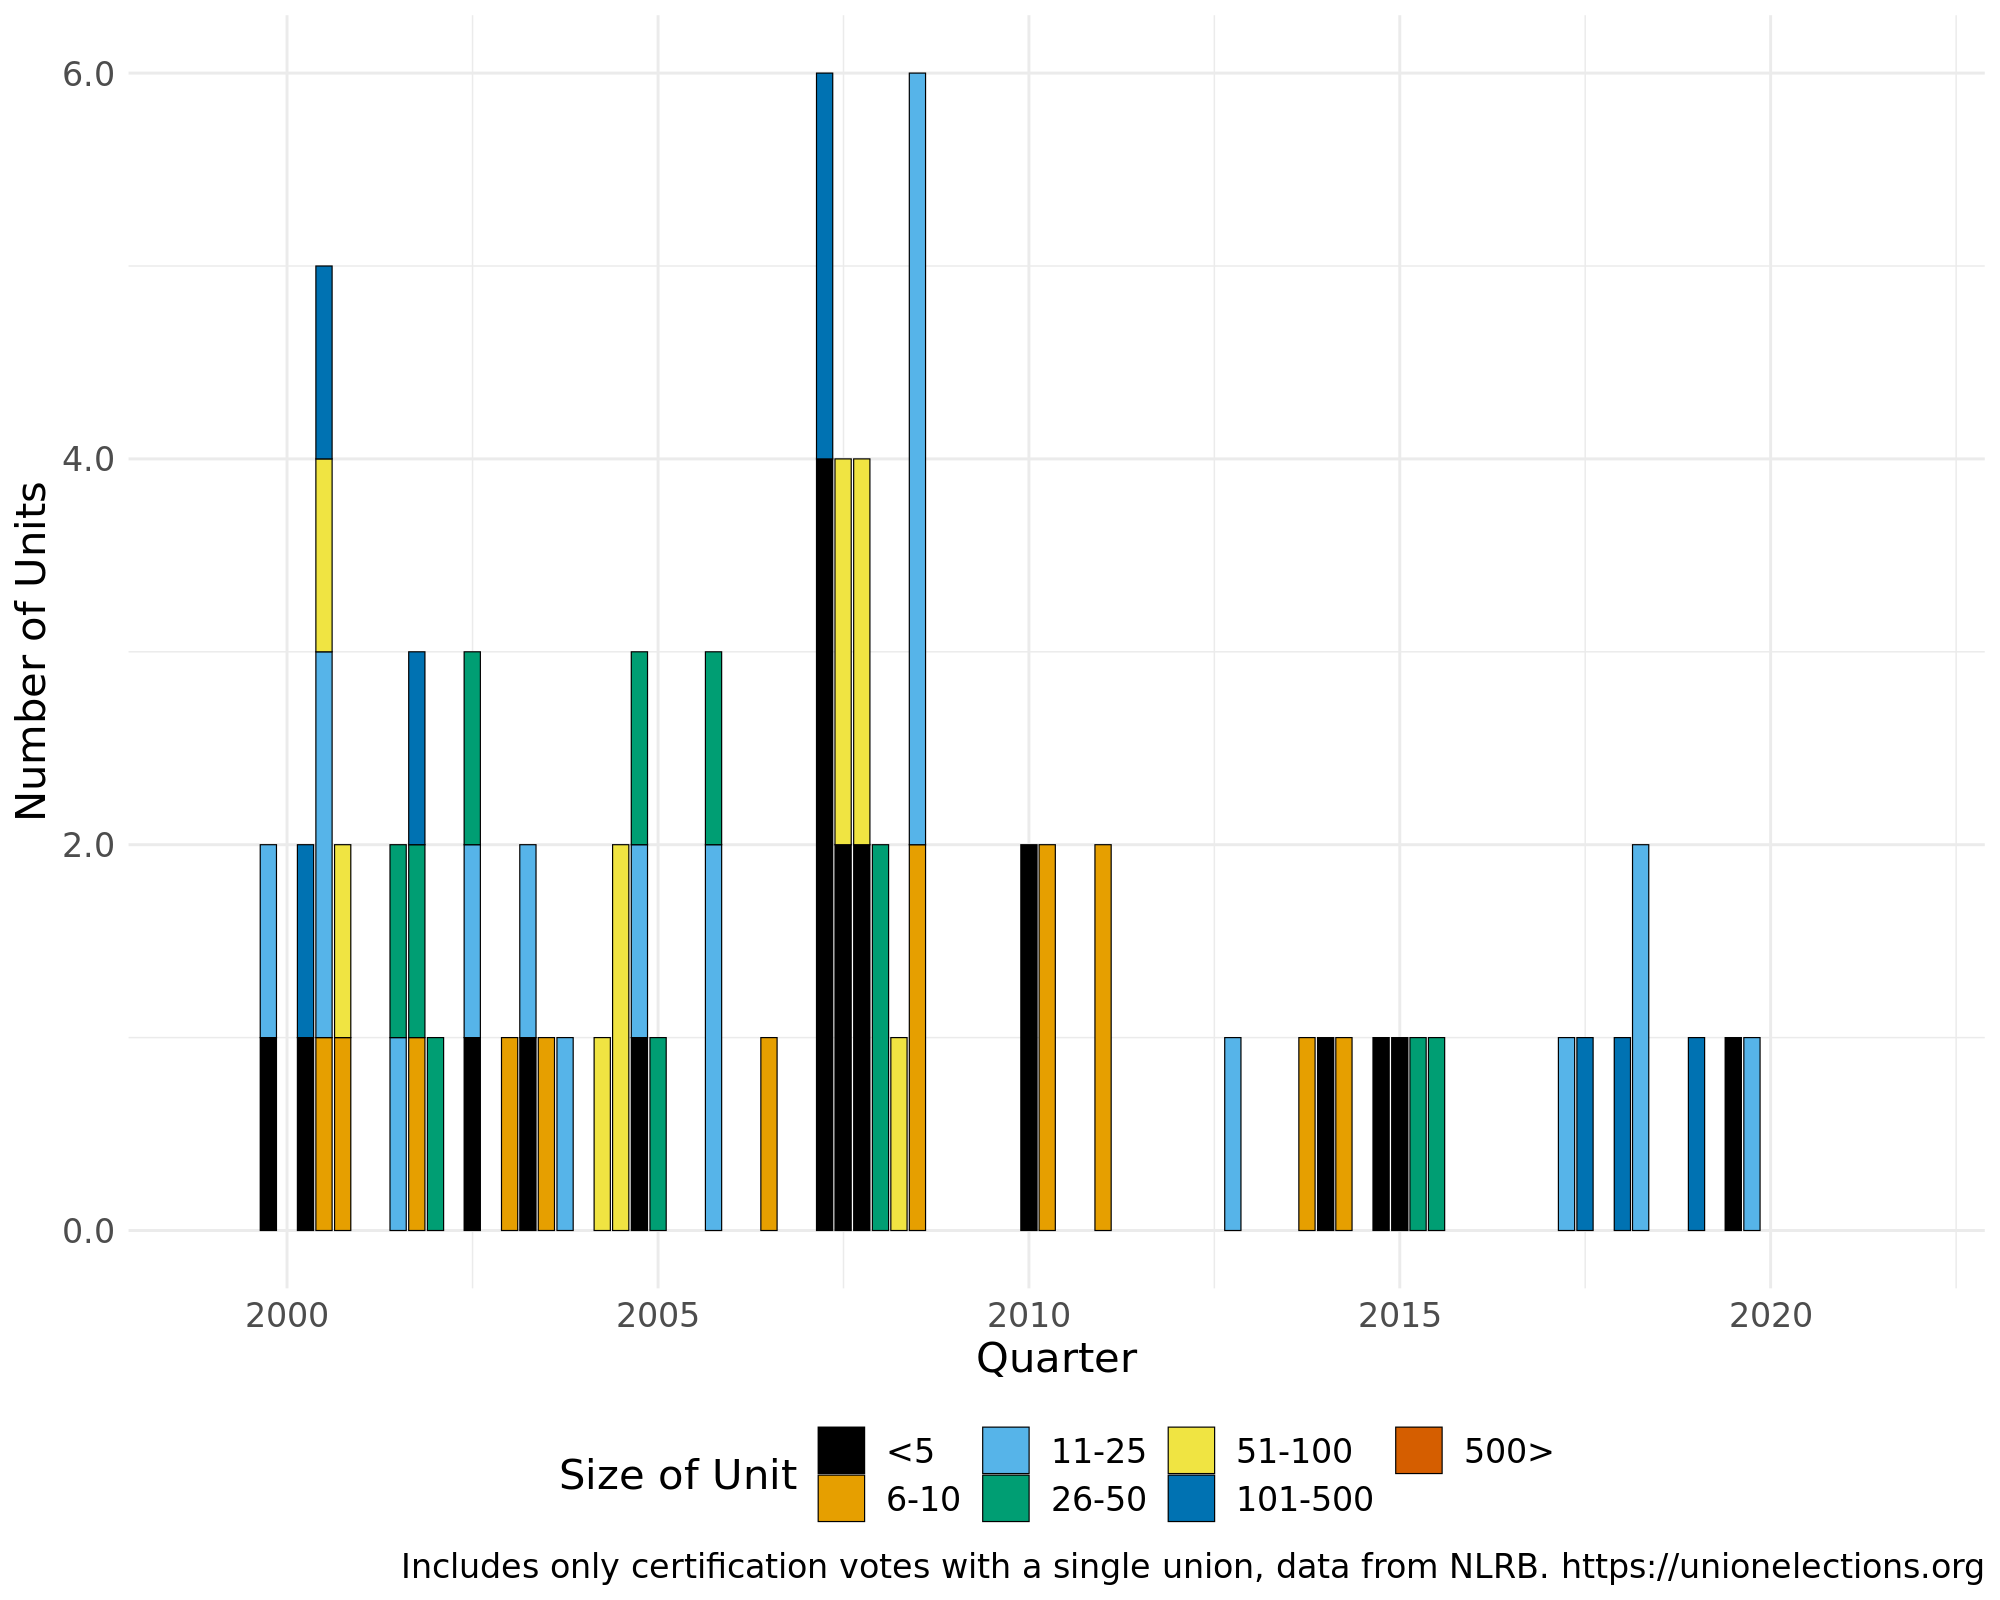 6.0
4.0
2.0
0.0
Number of Units
2000 2005 2010 2015 2020
Quarter
Size of Unit
<5 11-25 51-100 500>
6-10 26-50 101-500
Includes only certification votes with a single union, data from NLRB. https://unionelections.org